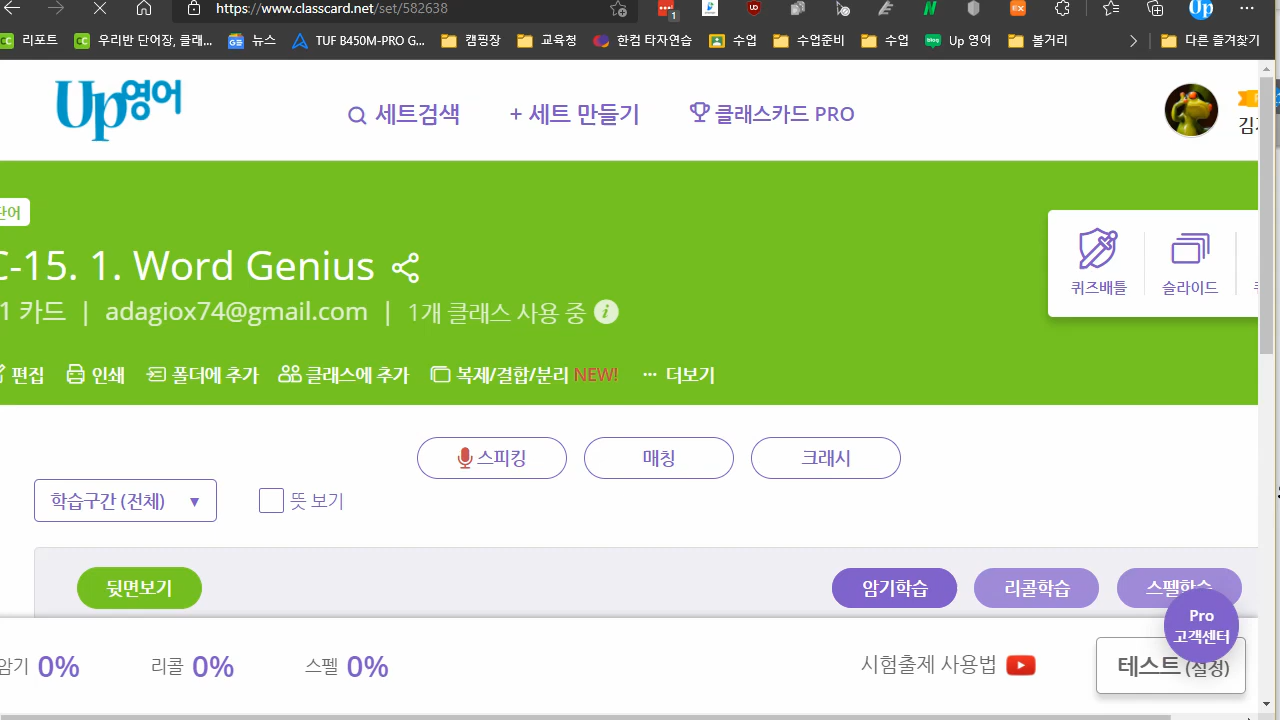 https://www.classcard.net/set/582638
1
UD
N
EX
Up
리포트
우리반 단어장, 클래...
뉴스
TUF B450M-PRO G...
캠핑장
교육청
한컴 타자연습
수업
수업준비
수업
Up 영어
볼거리
다른 즐겨찾기
Up영어
세트검색
+ 세트 만들기
클래스카드 PRO
단어
C-15. 1. Word Genius
1 카드 | adagiox74@gmail.com | 1개 클래스 사용 중
퀴즈배틀
슬라이드
편집
인쇄
폴더에 추가
클래스에 추가
복제/결합/분리 NEW!
··· 더보기
스피킹
매칭
크래시
학습구간 (전체) ▼
뜻 보기
뒷면보기
암기학습
리콜학습
스펠학습
Pro
고객센터
암기 0%
리콜 0%
스펠 0%
시험출제 사용법
테스트 (설정)